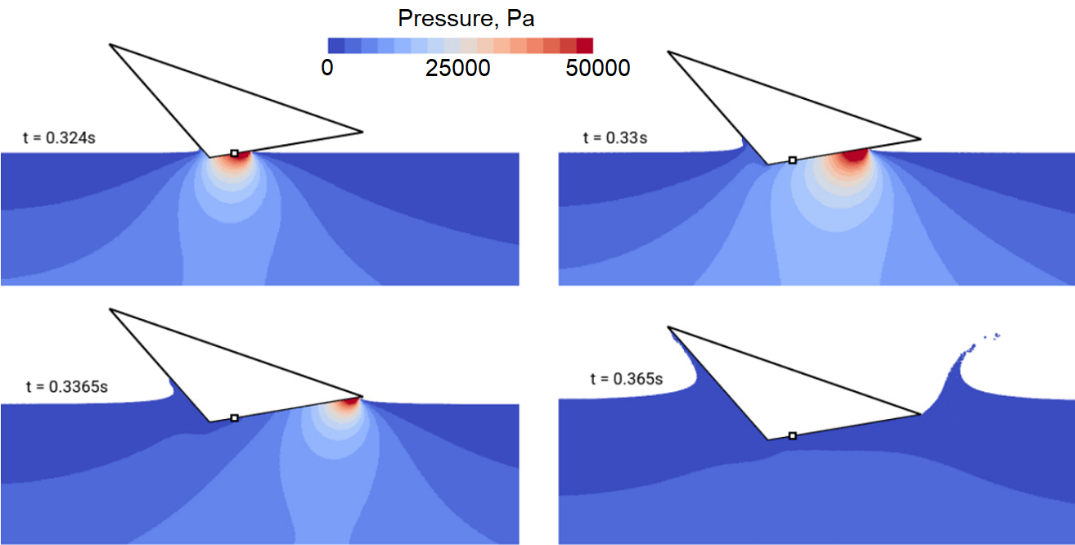 Pressure, Pa
0 25000 50000
t = 0.324s
t = 0.33s
t = 0.3365s
t = 0.365s